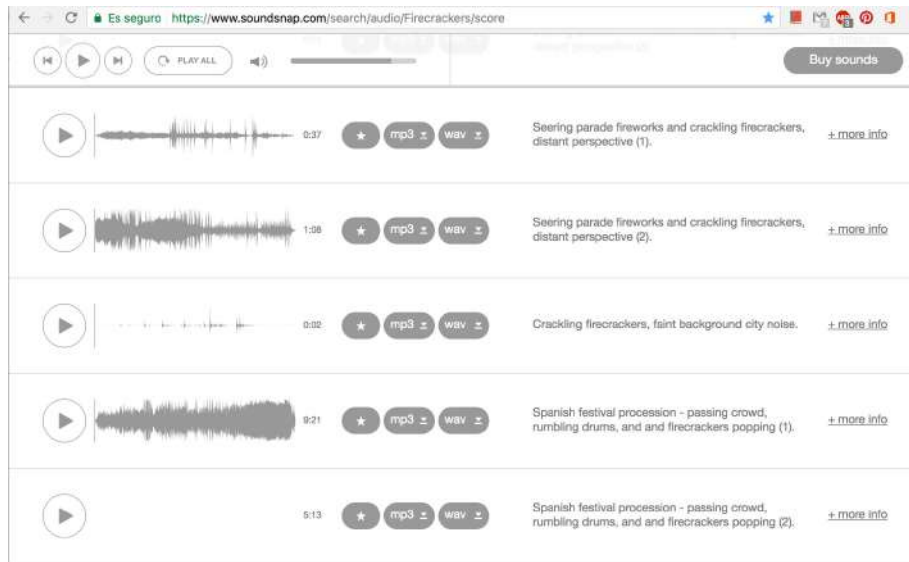 Es seguro https://www.soundsnap.com/search/audio/Firecrackers/score
PLAY ALL
Buy sounds
0:37 mp3 wav Seering parade fireworks and crackling firecrackers, + more info
distant perspective (1).
1:08 mp3 wav Seering parade fireworks and crackling firecrackers, + more info
distant perspective (2).
0:02 mp3 wav Crackling firecrackers, faint background city noise. + more info
9:21 mp3 wav Spanish festival procession - passing crowd, + more info
rumbling drums, and and firecrackers popping (1).
5:13 mp3 wav Spanish festival procession - passing crowd, + more info
rumbling drums, and and firecrackers popping (2).